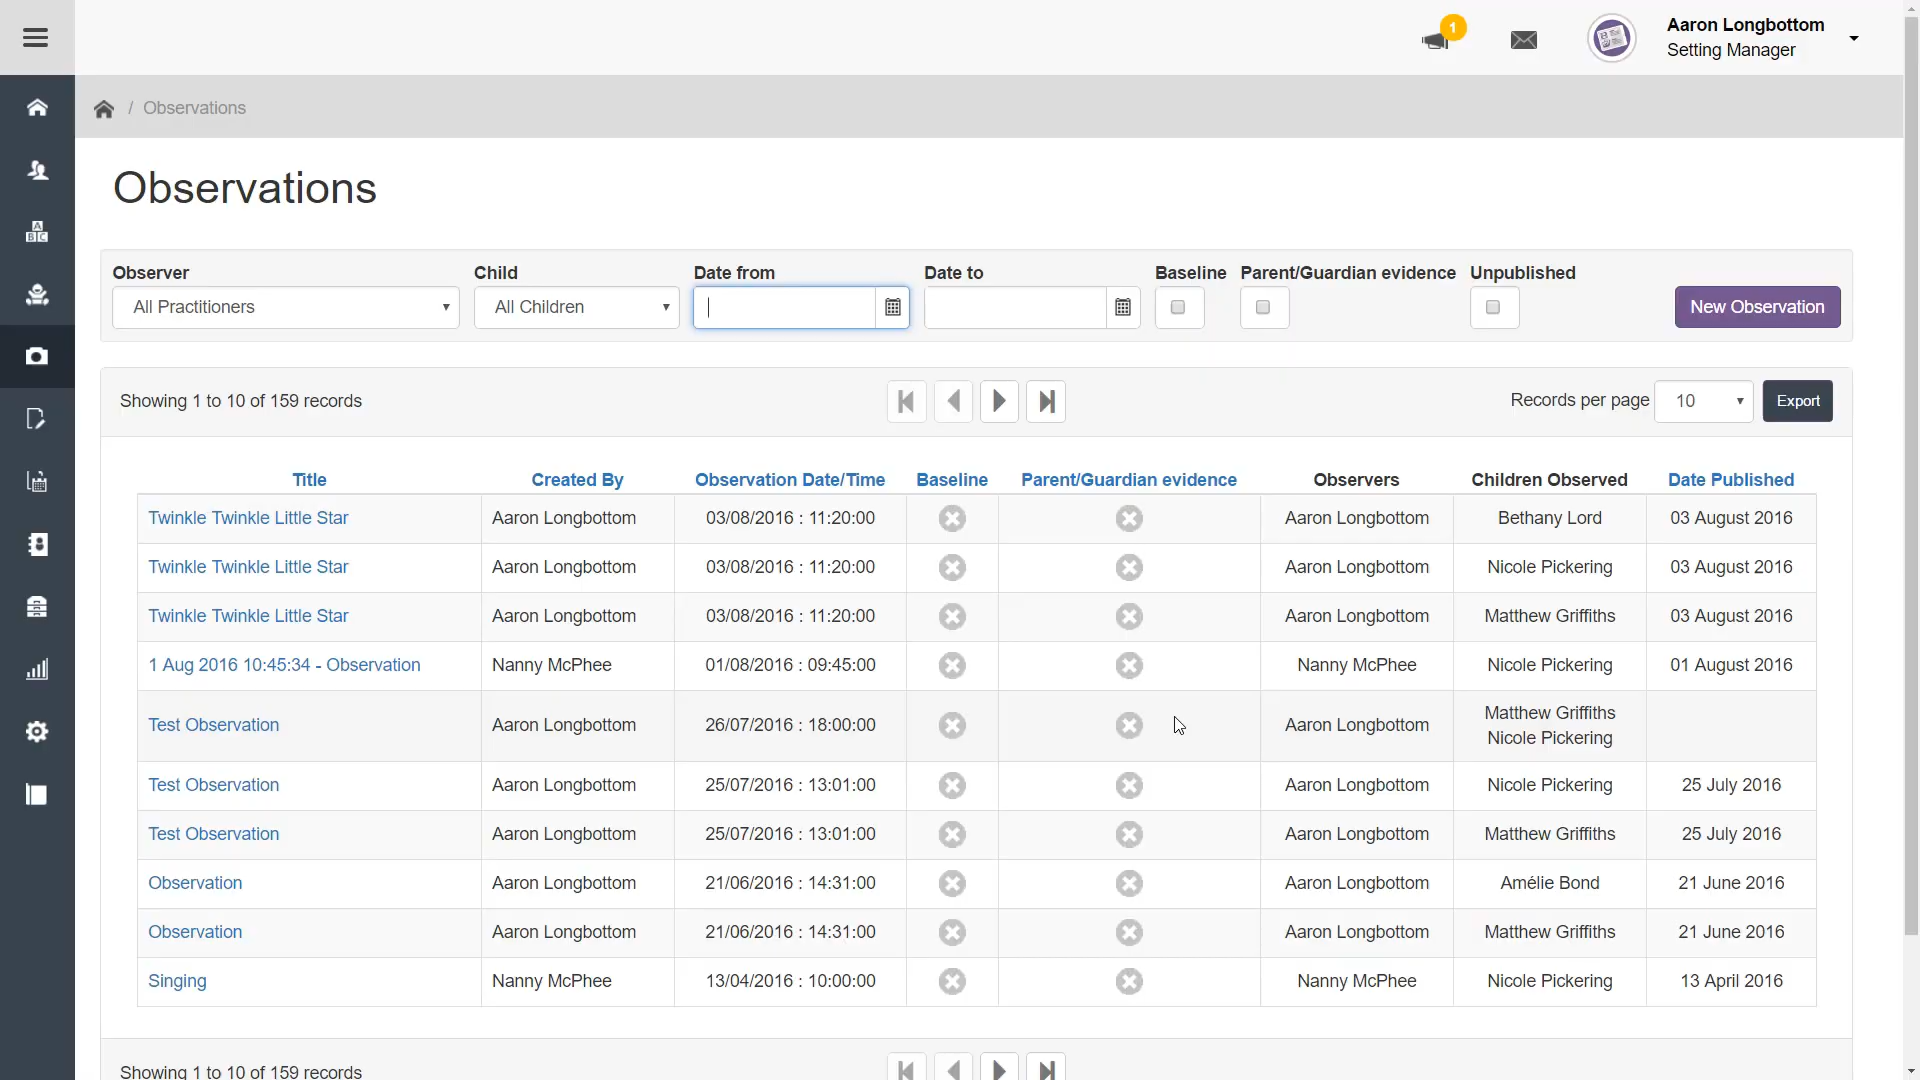 1
Aaron Longbottom
Setting Manager
/ Observations
Observations
Observer Child Date from Date to Baseline Parent/Guardian evidence Unpublished
All Practitioners All Children New Observation
Showing 1 to 10 of 159 records Records per page 10 Export
Title Created By Observation Date/Time Baseline Parent/Guardian evidence Observers Children Observed Date Published
Twinkle Twinkle Little Star Aaron Longbottom 03/08/2016 : 11:20:00 Aaron Longbottom Bethany Lord 03 August 2016
Twinkle Twinkle Little Star Aaron Longbottom 03/08/2016 : 11:20:00 Aaron Longbottom Nicole Pickering 03 August 2016
Twinkle Twinkle Little Star Aaron Longbottom 03/08/2016 : 11:20:00 Aaron Longbottom Matthew Griffiths 03 August 2016
1 Aug 2016 10:45:34 - Observation Nanny McPhee 01/08/2016 : 09:45:00 Nanny McPhee Nicole Pickering 01 August 2016
Test Observation Aaron Longbottom 26/07/2016 : 18:00:00 Aaron Longbottom Matthew Griffiths
Nicole Pickering
Test Observation Aaron Longbottom 25/07/2016 : 13:01:00 Aaron Longbottom Nicole Pickering 25 July 2016
Test Observation Aaron Longbottom 25/07/2016 : 13:01:00 Aaron Longbottom Matthew Griffiths 25 July 2016
Observation Aaron Longbottom 21/06/2016 : 14:31:00 Aaron Longbottom Amélie Bond 21 June 2016
Observation Aaron Longbottom 21/06/2016 : 14:31:00 Aaron Longbottom Matthew Griffiths 21 June 2016
Singing Nanny McPhee 13/04/2016 : 10:00:00 Nanny McPhee Nicole Pickering 13 April 2016
Showing 1 to 10 of 159 records